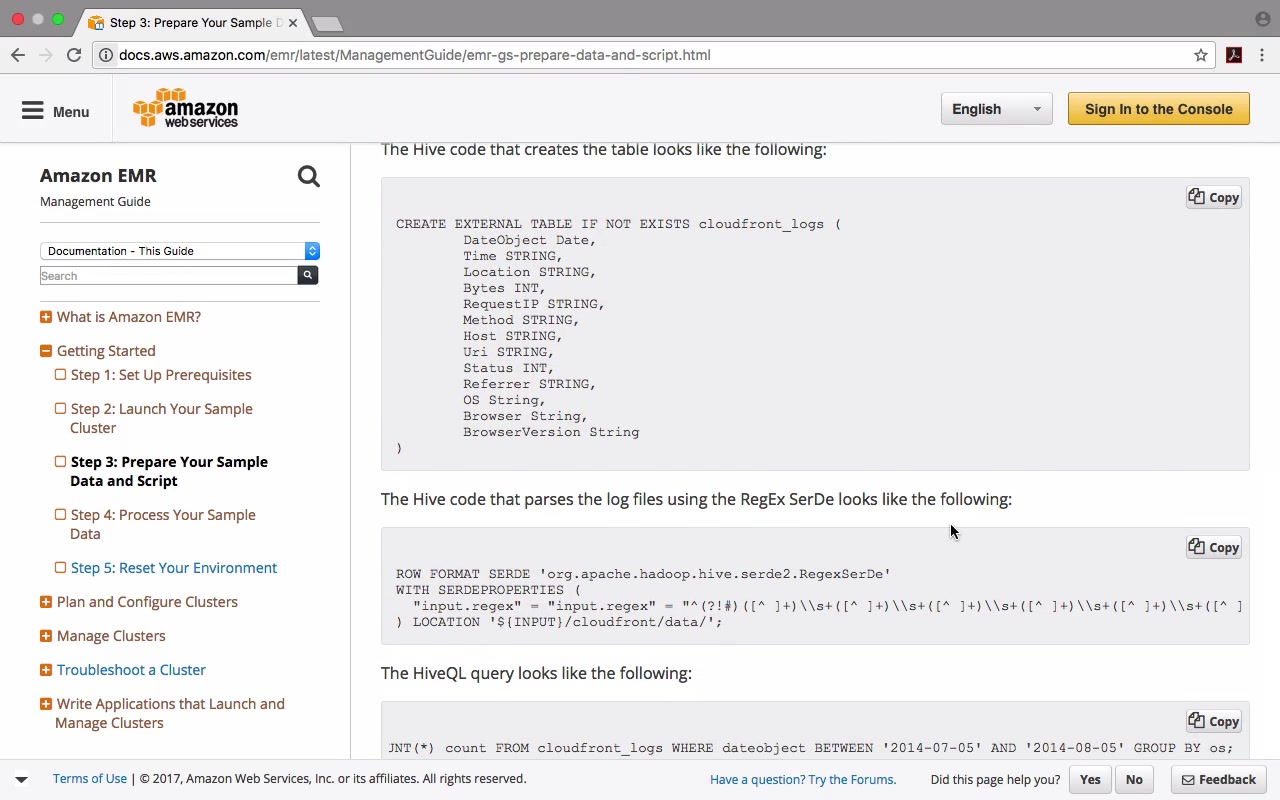 Step 3: Prepare Your Sample D
docs.aws.amazon.com/emr/latest/ManagementGuide/emr-gs-prepare-data-and-script.html
Menu
amazon
web services
English
Sign In to the Console
Amazon EMR
Management Guide
Documentation - This Guide
Search
What is Amazon EMR?
Getting Started
Step 1: Set Up Prerequisites
Step 2: Launch Your Sample
Cluster
Step 3: Prepare Your Sample
Data and Script
Step 4: Process Your Sample
Data
Step 5: Reset Your Environment
Plan and Configure Clusters
Manage Clusters
Troubleshoot a Cluster
Write Applications that Launch and
Manage Clusters
The Hive code that creates the table looks like the following:
Copy
CREATE EXTERNAL TABLE IF NOT EXISTS cloudfront_logs (
DateObject Date,
Time STRING,
Location STRING,
Bytes INT,
RequestIP STRING,
Method STRING,
Host STRING,
Uri STRING,
Status INT,
Referrer STRING,
OS String,
Browser String,
BrowserVersion String
)
The Hive code that parses the log files using the RegEx SerDe looks like the following:
Copy
ROW FORMAT SERDE 'org.apache.hadoop.hive.serde2.RegexSerDe'
WITH SERDEPROPERTIES (
"input.regex" = "input.regex" = "^(?!#)([^ ]+)\\s+([^ ]+)\\s+([^ ]+)\\s+([^ ]+)\\s+([^ ]+)\\s+([^ ]
) LOCATION '${INPUT}/cloudfront/data/';
The HiveQL query looks like the following:
Copy
JNT(*) count FROM cloudfront_logs WHERE dateobject BETWEEN '2014-07-05' AND '2014-08-05' GROUP BY os;
Terms of Use | © 2017, Amazon Web Services, Inc. or its affiliates. All rights reserved.
Have a question? Try the Forums.
Did this page help you?
Yes
No
Feedback